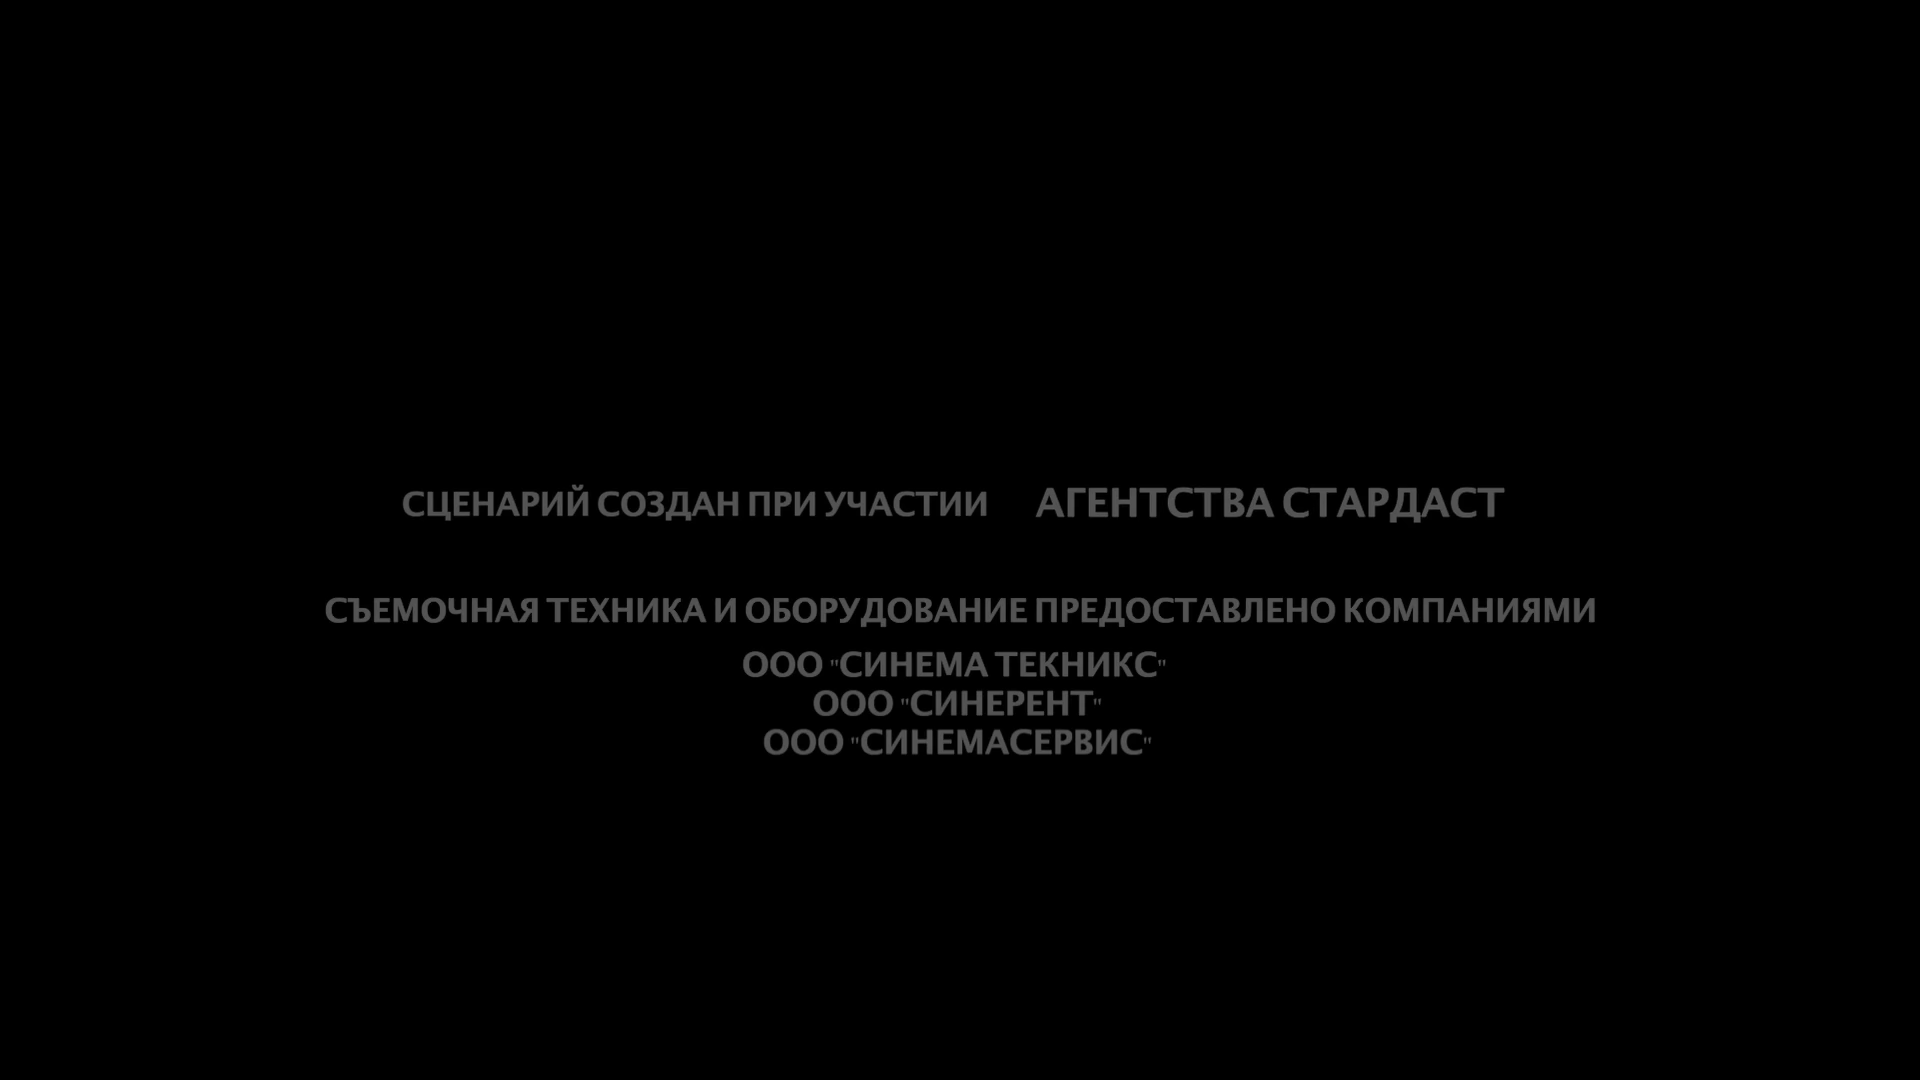 СЦЕНАРИЙ СОЗДАН ПРИ УЧАСТИИ АГЕНТСТВА СТАРДАСТ
СЪЕМОЧНАЯ ТЕХНИКА И ОБОРУДОВАНИЕ ПРЕДОСТАВЛЕНО КОМПАНИЯМИ
ООО "СИНЕМА ТЕКНИКС"
ООО "СИНЕРЕНТ"
ООО "СИНЕМАСЕРВИС"